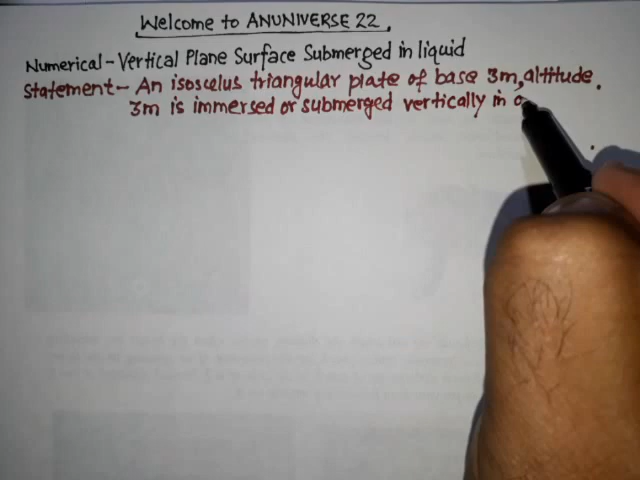 Welcome to ANUNIVERSE 22
Numerical - Vertical Plane Surface Submerged in liquid
Statement - An isoscelus triangular plate of base 3m, altitude
3m is immersed or submerged vertically in o